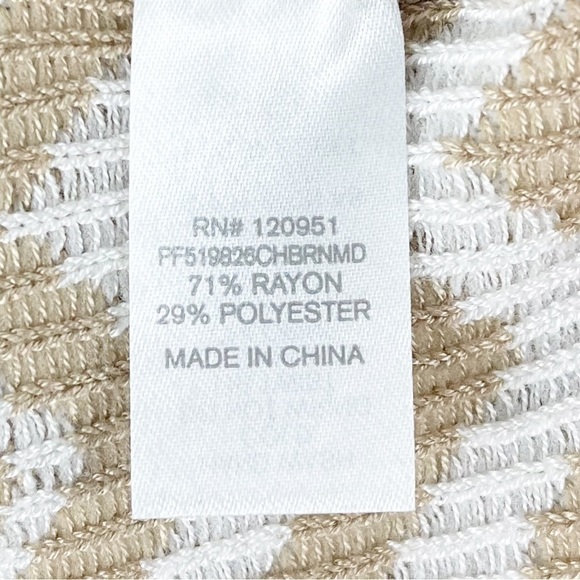 RN# 120951
PF519826CHBRNMD
71% RAYON
29% POLYESTER
MADE IN CHINA